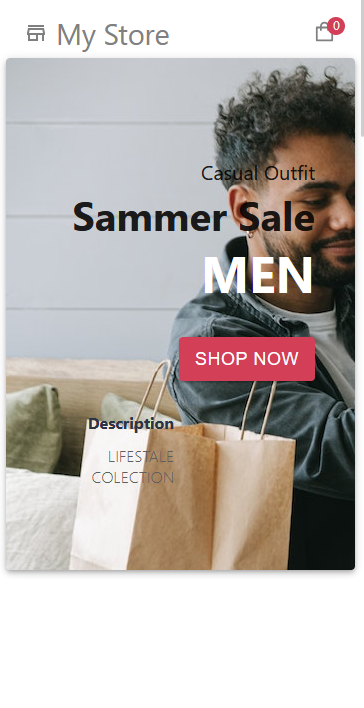 My Store
0
Casual Outfit
Sammer Sale
MEN
SHOP NOW
Description
LIFESTALE
COLECTION